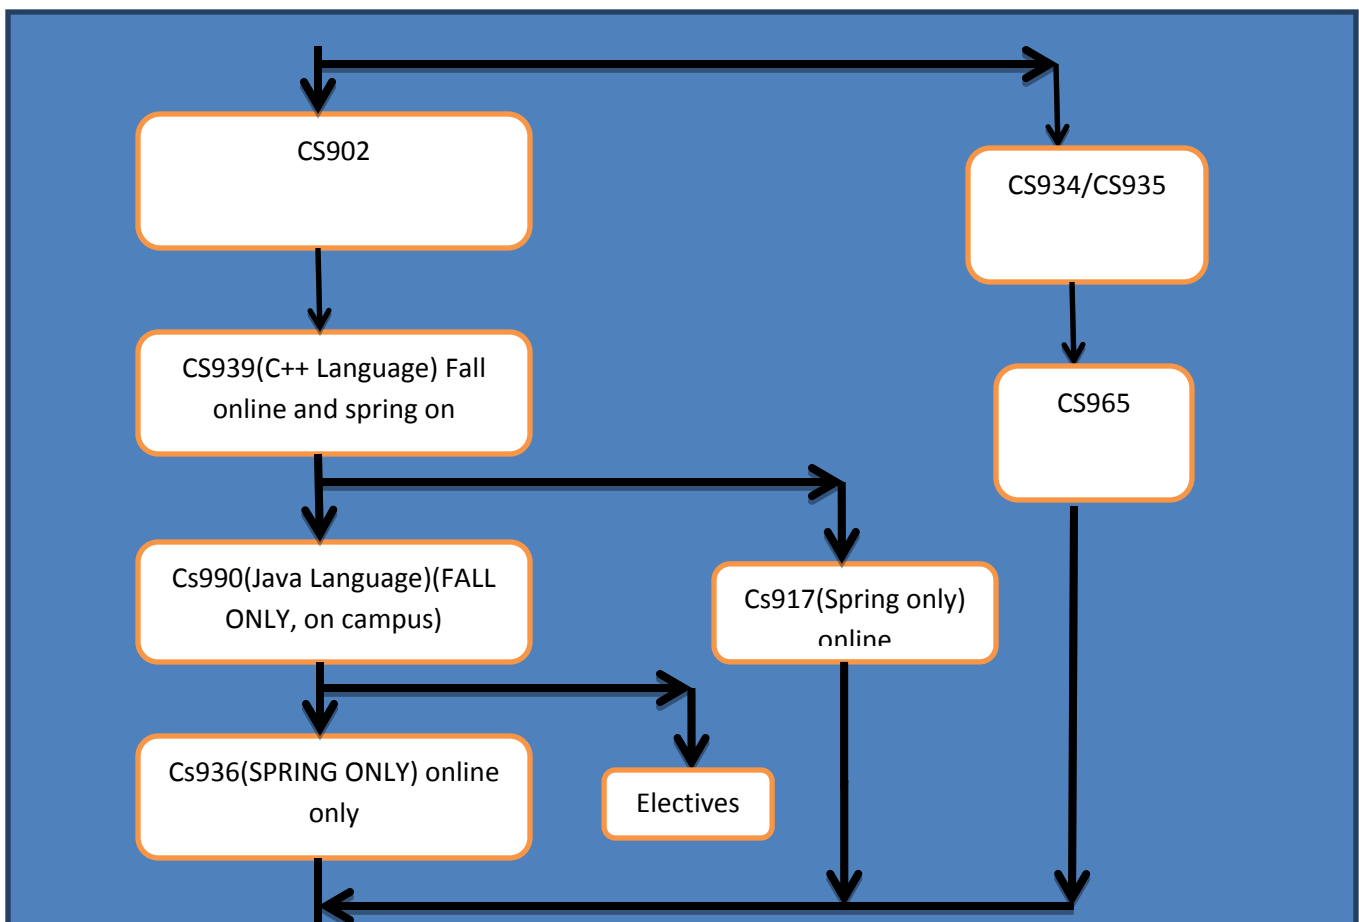 CS902
CS934/CS935
CS939(C++ Language) Fall
online and spring on
CS965
Cs990(Java Language)(FALL
ONLY, on campus)
Cs917(Spring only)
online
Cs936(SPRING ONLY) online
only
Electives